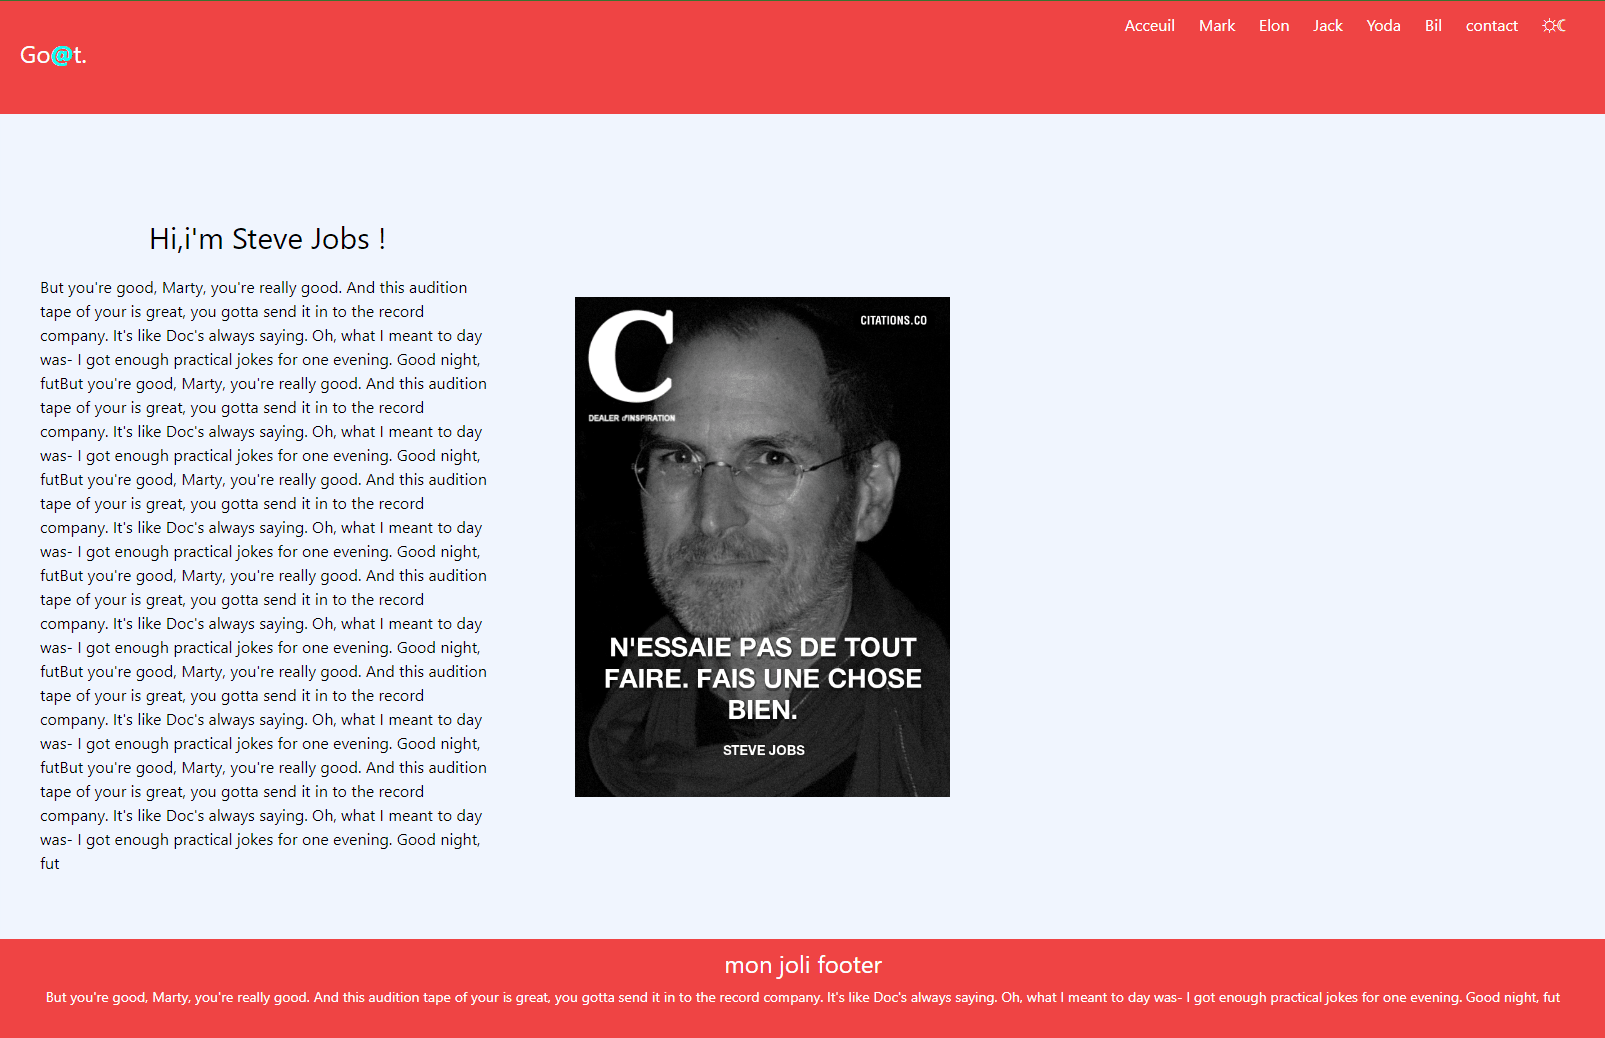 Acceuil Mark Elon Jack Yoda Bil contact
Go@t.
Hi,i'm Steve Jobs !
But you're good, Marty, you're really good. And this audition
tape of your is great, you gotta send it in to the record
company. It's like Doc's always saying. Oh, what I meant to day
was- I got enough practical jokes for one evening. Good night,
futBut you're good, Marty, you're really good. And this audition
tape of your is great, you gotta send it in to the record
company. It's like Doc's always saying. Oh, what I meant to day
was- I got enough practical jokes for one evening. Good night,
futBut you're good, Marty, you're really good. And this audition
tape of your is great, you gotta send it in to the record
company. It's like Doc's always saying. Oh, what I meant to day
was- I got enough practical jokes for one evening. Good night,
futBut you're good, Marty, you're really good. And this audition
tape of your is great, you gotta send it in to the record
company. It's like Doc's always saying. Oh, what I meant to day
was- I got enough practical jokes for one evening. Good night,
futBut you're good, Marty, you're really good. And this audition
tape of your is great, you gotta send it in to the record
company. It's like Doc's always saying. Oh, what I meant to day
was- I got enough practical jokes for one evening. Good night,
futBut you're good, Marty, you're really good. And this audition
tape of your is great, you gotta send it in to the record
company. It's like Doc's always saying. Oh, what I meant to day
was- I got enough practical jokes for one evening. Good night,
fut
C
CITATIONS.CO
DEALER d'INSPIRATION
N'ESSAIE PAS DE TOUT
FAIRE. FAIS UNE CHOSE
BIEN.
STEVE JOBS
mon joli footer
But you're good, Marty, you're really good. And this audition tape of your is great, you gotta send it in to the record company. It's like Doc's always saying. Oh, what I meant to day was- I got enough practical jokes for one evening. Good night, fut